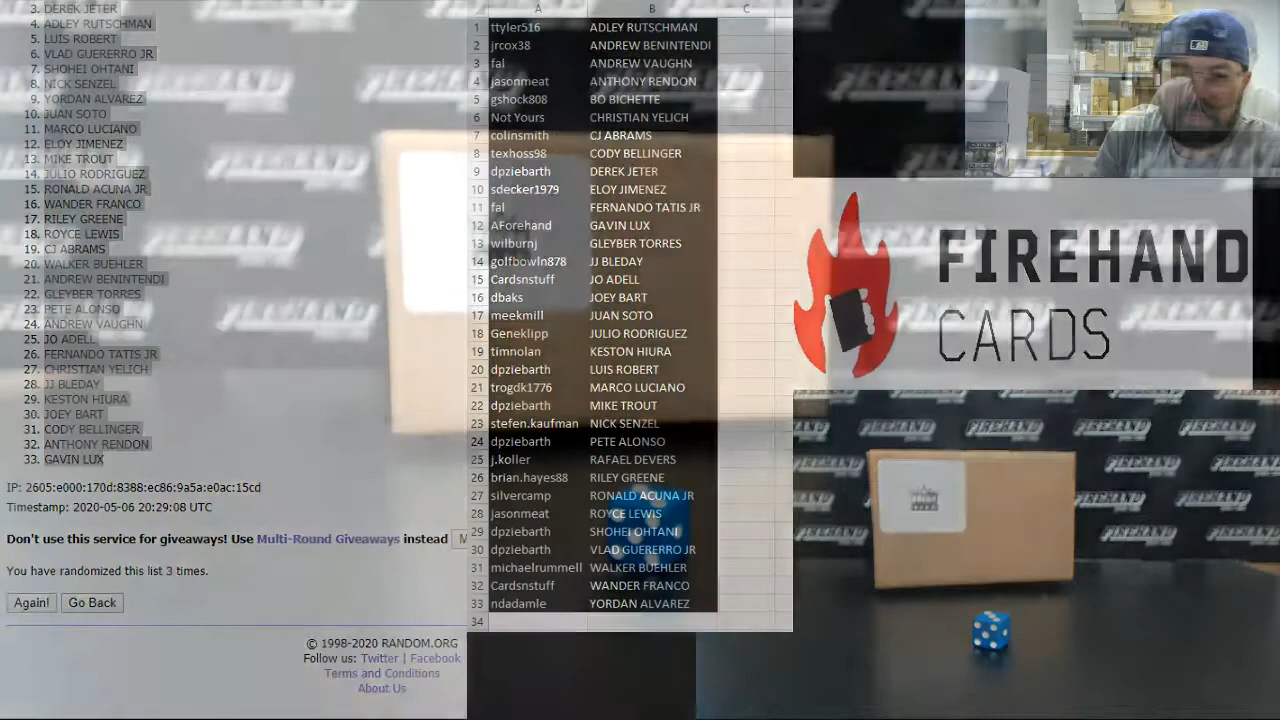 3. DEREK JETER
4. ADLEY RUTSCHMAN
5. LUIS ROBERT
6. VLAD GUERERRO JR
7. SHOHEI OHTANI
8. NICK SENZEL
9. YORDAN ALVAREZ
10. JUAN SOTO
11. MARCO LUCIANO
12. ELOY JIMENEZ
13. MIKE TROUT
14. JULIO RODRIGUEZ
15. RONALD ACUNA JR
16. WANDER FRANCO
17. RILEY GREENE
18. ROYCE LEWIS
19. CJ ABRAMS
20. WALKER BUEHLER
21. ANDREW BENINTENDI
22. GLEYBER TORRES
23. PETE ALONSO
24. ANDREW VAUGHN
25. JO ADELL
26. FERNANDO TATIS JR
27. CHRISTIAN YELICH
28. JJ BLEDAY
29. KESTON HIURA
30. JOEY BART
31. CODY BELLINGER
32. ANTHONY RENDON
33. GAVIN LUX
IP: 2605:e000:170d:8388:ec86:9a5a:e0ac:15cd
Timestamp: 2020-05-06 20:29:08 UTC
Don't use this service for giveaways! Use Multi-Round Giveaways instead
You have randomized this list 3 times.
Again! Go Back
© 1998-2020 RANDOM.ORG
Follow us: Twitter | Facebook
Terms and Conditions
About Us
A B C
1 ttyler516 ADLEY RUTSCHMAN
2 jrcox38 ANDREW BENINTENDI
3 fal ANDREW VAUGHN
4 jasonmeat ANTHONY RENDON
5 gshock808 BO BICHETTE
6 Not Yours CHRISTIAN YELICH
7 colinsmith CJ ABRAMS
8 texhoss98 CODY BELLINGER
9 dpziebarth DEREK JETER
10 sdecker1979 ELOY JIMENEZ
11 fal FERNANDO TATIS JR
12 AForehand GAVIN LUX
13 wilburnj GLEYBER TORRES
14 golfbowln878 JJ BLEDAY
15 Cardsnstuff JO ADELL
16 dbaks JOEY BART
17 meekmill JUAN SOTO
18 Geneklipp JULIO RODRIGUEZ
19 timnolan KESTON HIURA
20 dpziebarth LUIS ROBERT
21 trogdk1776 MARCO LUCIANO
22 dpziebarth MIKE TROUT
23 stefen.kaufman NICK SENZEL
24 dpziebarth PETE ALONSO
25 j.koller RAFAEL DEVERS
26 brian.hayes88 RILEY GREENE
27 silvercamp RONALD ACUNA JR
28 jasonmeat ROYCE LEWIS
29 dpziebarth SHOHEI OHTANI
30 dpziebarth VLAD GUERERRO JR
31 michaelrummell WALKER BUEHLER
32 Cardsnstuff WANDER FRANCO
33 ndadamle YORDAN ALVAREZ
34
FIREHAND
CARDS